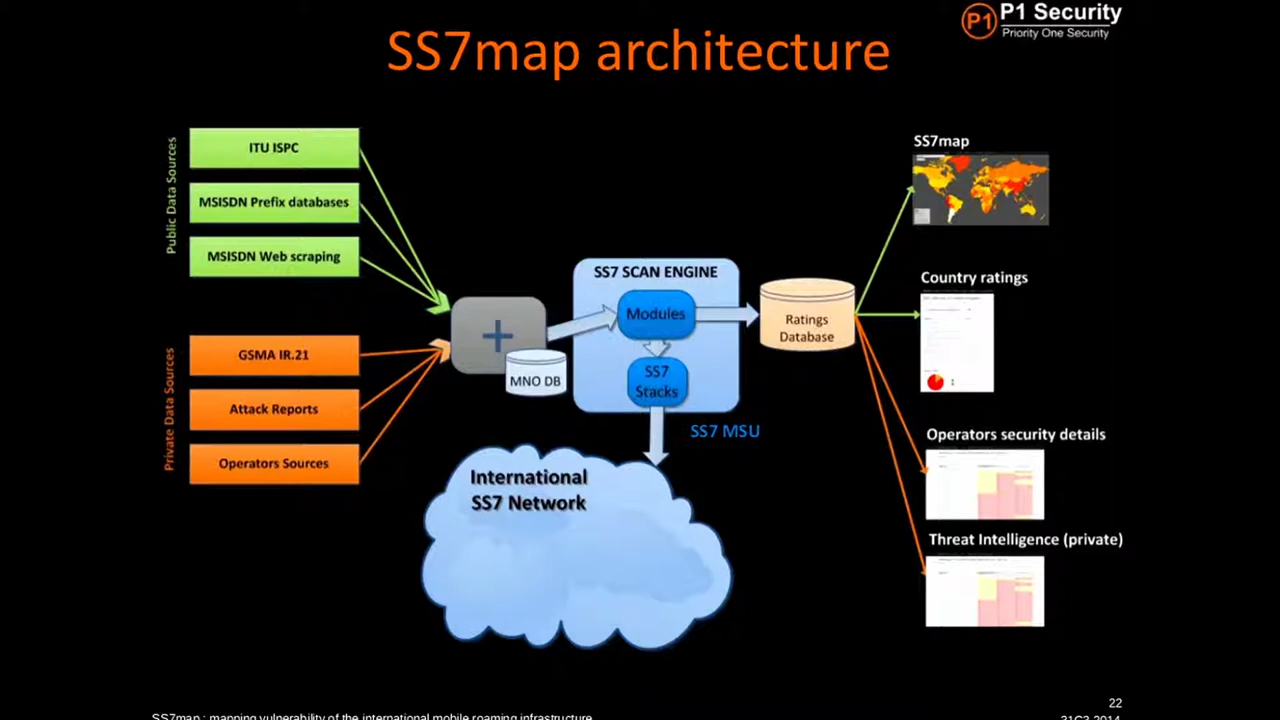 P1 Security
P1
Priority One Security
SS7map architecture
Public Data Sources
ITU ISPC
MSISDN Prefix databases
MSISDN Web scraping
Private Data Sources
GSMA IR.21
Attack Reports
Operators Sources
+
MNO DB
SS7 SCAN ENGINE
Modules
SS7
Stacks
SS7 MSU
International
SS7 Network
Ratings
Database
SS7map
Country ratings
Operators security details
Threat Intelligence (private)
22
SS7map : mapping vulnerability of the international mobile roaming infrastructure
31C3 2014